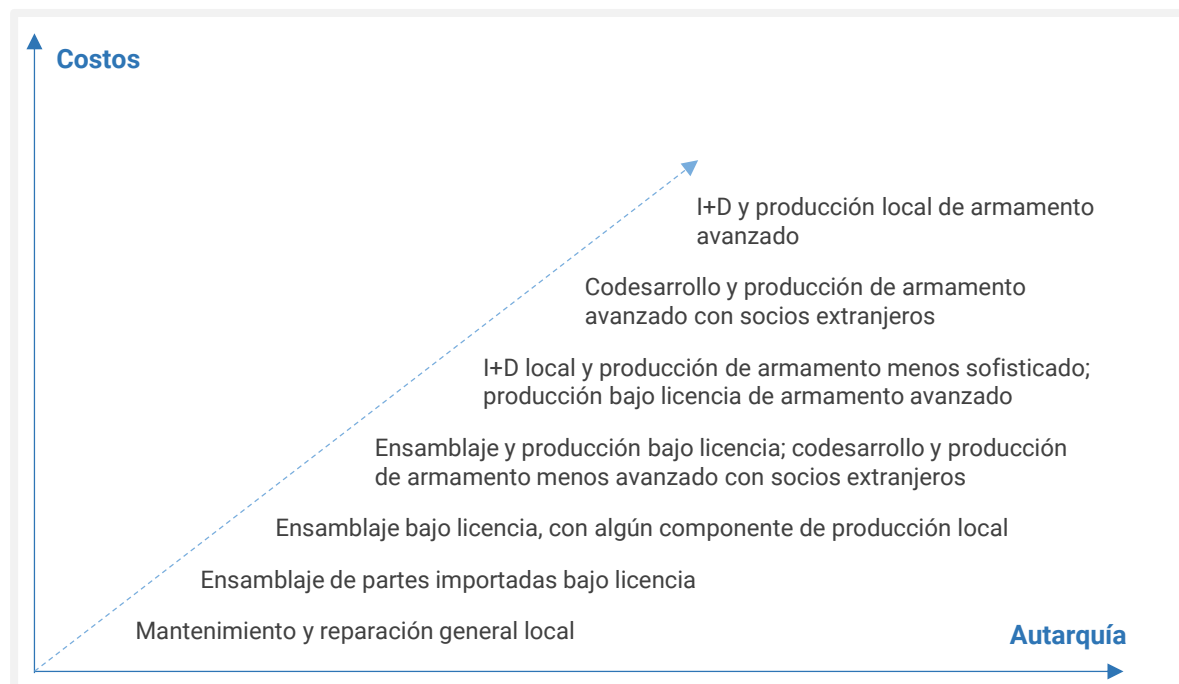 Costos
I+D y producción local de armamento
avanzado
Codesarrollo y producción de armamento
avanzado con socios extranjeros
I+D local y producción de armamento menos sofisticado;
producción bajo licencia de armamento avanzado
Ensamblaje y producción bajo licencia; codesarrollo y producción
de armamento menos avanzado con socios extranjeros
Ensamblaje bajo licencia, con algún componente de producción local
Ensamblaje de partes importadas bajo licencia
Mantenimiento y reparación general local
Autarquía